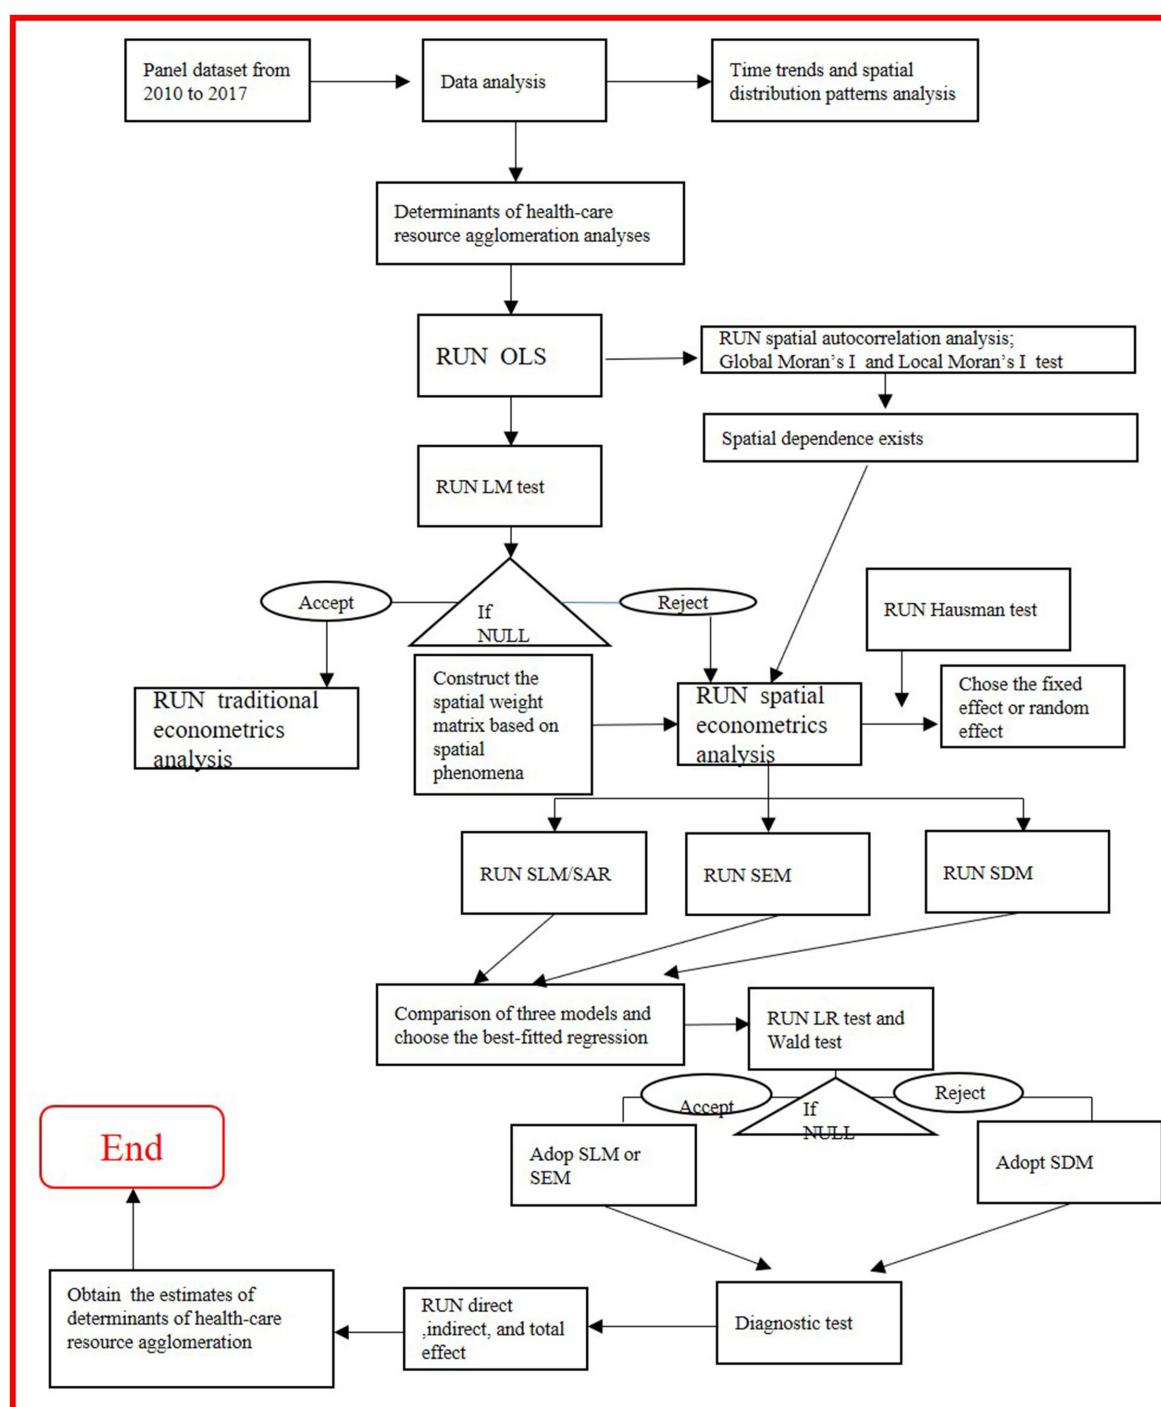 Panel dataset from
2010 to 2017
Data analysis
Time trends and spatial
distribution patterns analysis
Determinants of health-care
resource agglomeration analyses
RUN OLS
RUN spatial autocorrelation analysis;
Global Moran’s I and Local Moran’s I test
Spatial dependence exists
RUN LM test
Accept
If
NULL
Reject
RUN Hausman test
RUN traditional
econometrics
analysis
Construct the
spatial weight
matrix based on
spatial
phenomena
RUN spatial
econometrics
analysis
Chose the fixed
effect or random
effect
RUN SLM/SAR
RUN SEM
RUN SDM
Comparison of three models and
choose the best-fitted regression
RUN LR test and
Wald test
Accept
If
NULL
Reject
Adop SLM or
SEM
Adopt SDM
End
Obtain the estimates of
determinants of health-care
resource agglomeration
RUN direct
,indirect, and total
effect
Diagnostic test